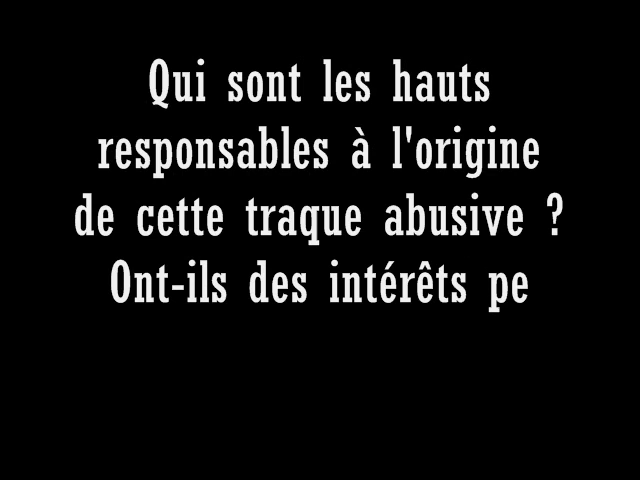 Qui sont les hauts
responsables à l'origine
de cette traque abusive ?
Ont-ils des intérêts pe